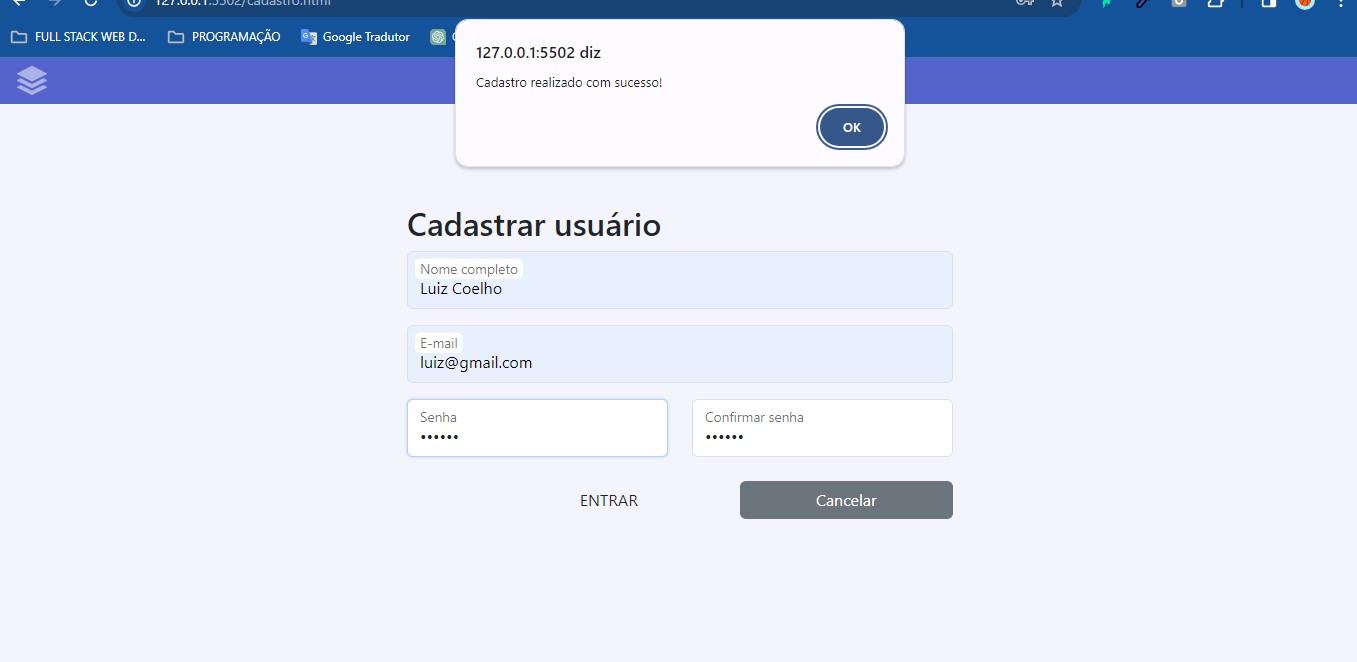 127.0.0.1:5502/cadastro.html
FULL STACK WEB D...
PROGRAMAÇÃO
Google Tradutor
127.0.0.1:5502 diz
Cadastro realizado com sucesso!
OK
Cadastrar usuário
Nome completo
Luiz Coelho
E-mail
luiz@gmail.com
Senha
••••••
Confirmar senha
••••••
ENTRAR
Cancelar